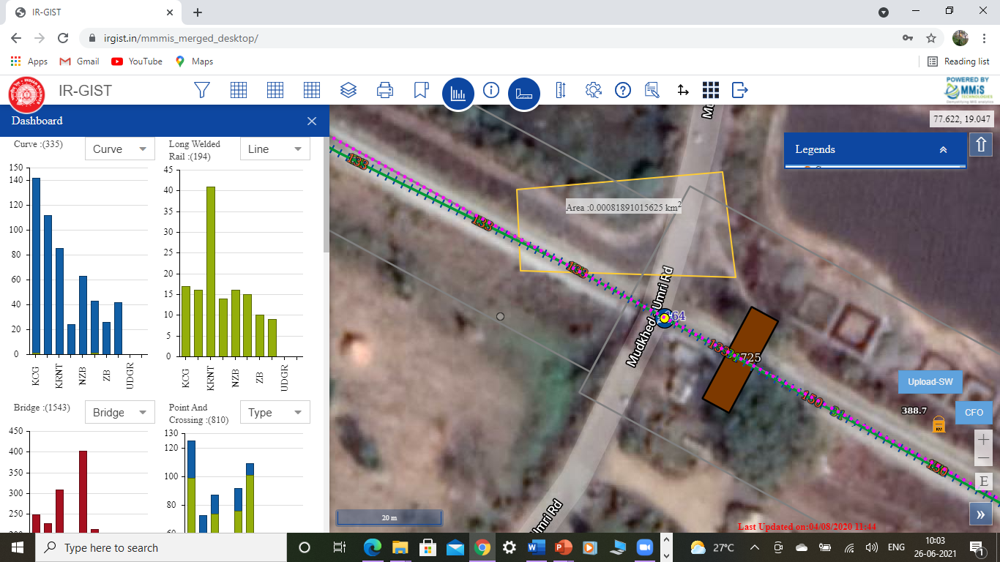 IR-GIST
irgist.in/mmmis_merged_desktop/
Apps
Gmail
YouTube
Maps
Reading list
IR-GIST
POWERED BY
MMiS
TECHNOLOGIES
Dashboard
77.622, 19.047
Legends
Curve :(335)
Curve
Long Welded
Rail :(194)
Line
150
140
120
100
80
60
40
20
0
KCG
KRNT
NZB
ZB
UDGR
45
40
35
30
25
20
15
10
5
0
KCG
KRNT
NZB
ZB
UDGR
Bridge :(1543)
Bridge
Point And
Crossing :(810)
Type
450
400
350
300
250
130
120
100
80
133
133
133
Area :0.00081891015625 km2
Mudkhed - Umri Rd
64
133
725
150
31
150
Upload-SW
388.7
KM
CFO
E
20 m
Last Updated on:04/08/2020 11:44
Type here to search
27°C
ENG
10:03
26-06-2021
1